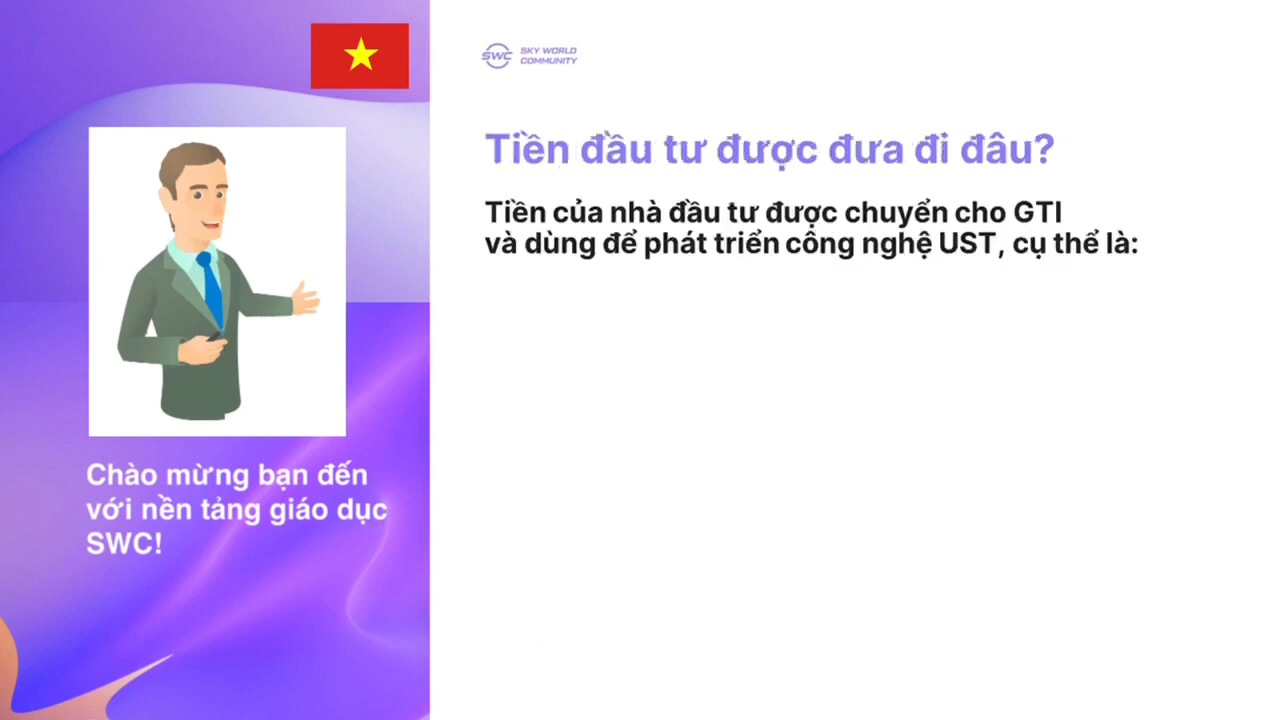 SWC SKY WORLD
COMMUNITY
Tiền đầu tư được đưa đi đâu?
Tiền của nhà đầu tư được chuyển cho GTI
và dùng để phát triển công nghệ UST, cụ thể là:
Chào mừng bạn đến
với nền tảng giáo dục
SWC!